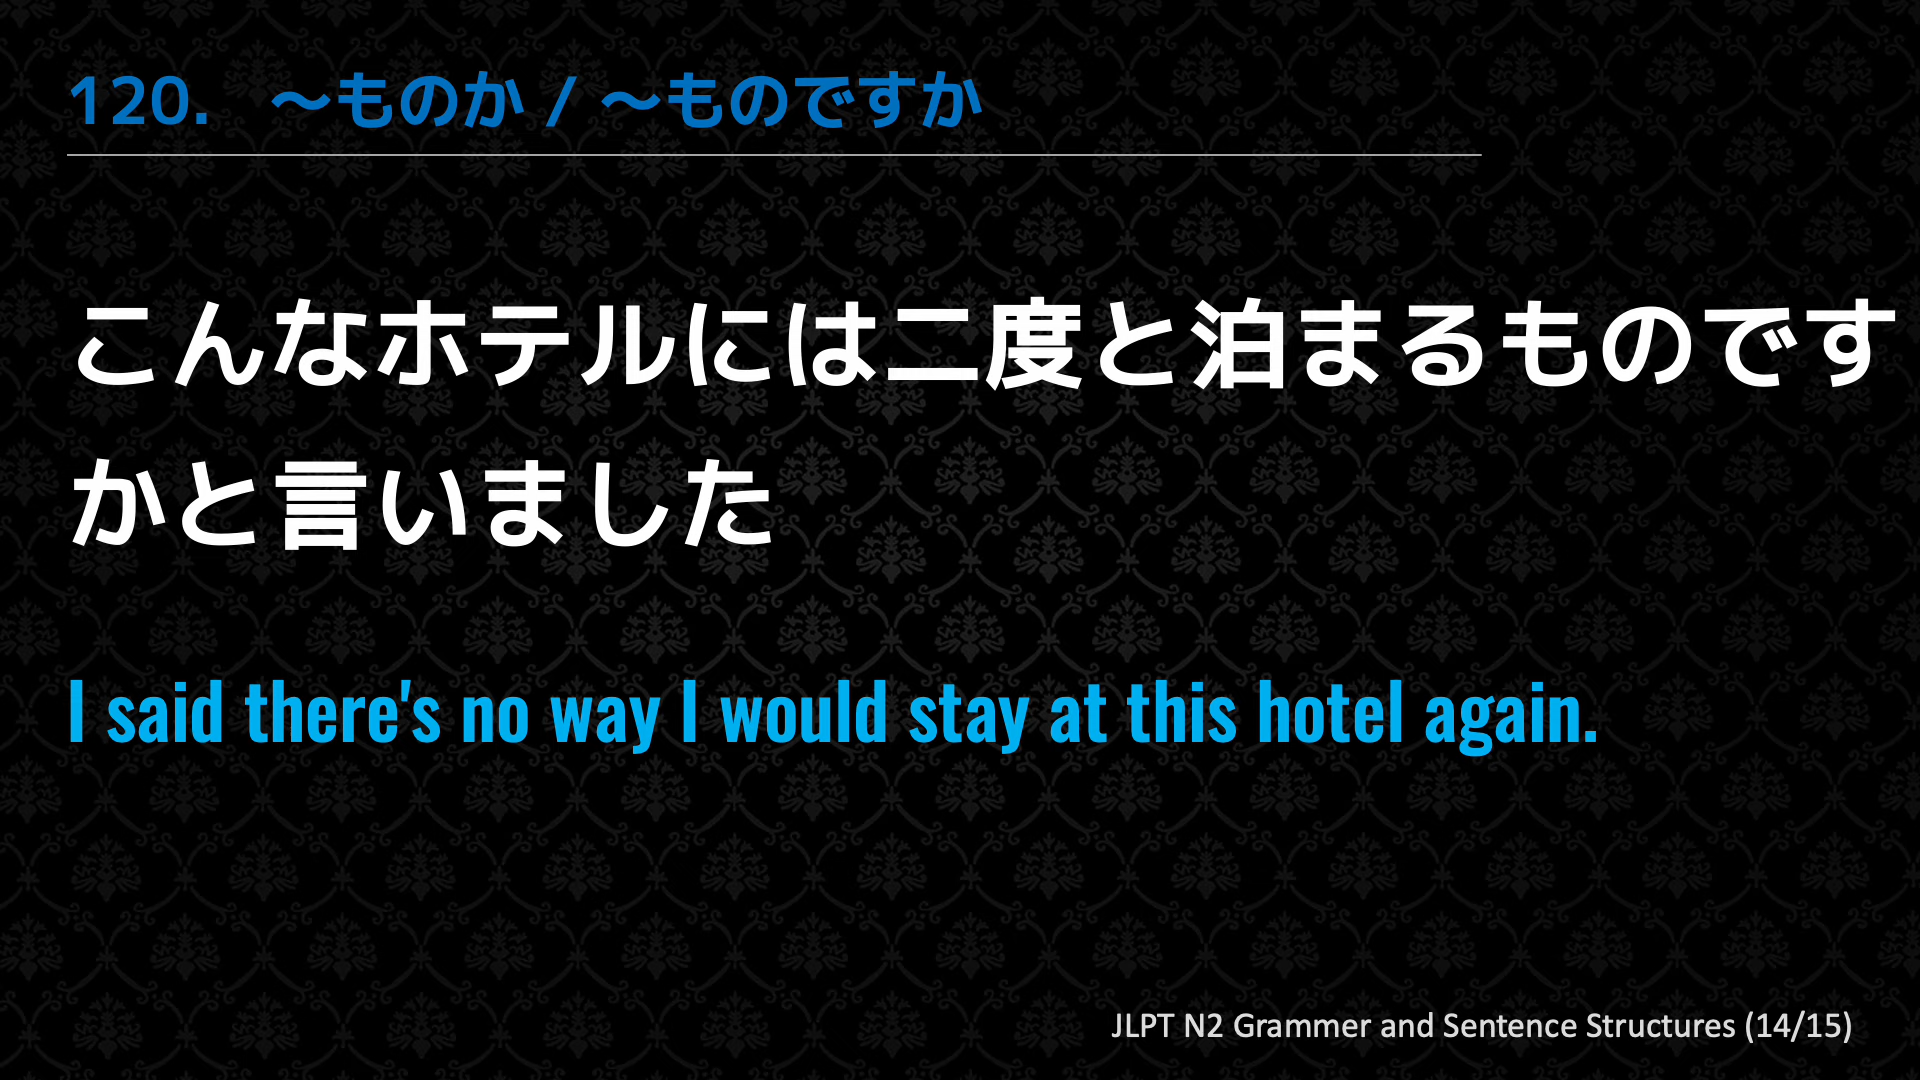 120.　～ものか / ～ものですか
こんなホテルには二度と泊まるものです
かと言いました
I said there's no way I would stay at this hotel again.
JLPT N2 Grammer and Sentence Structures (14/15)